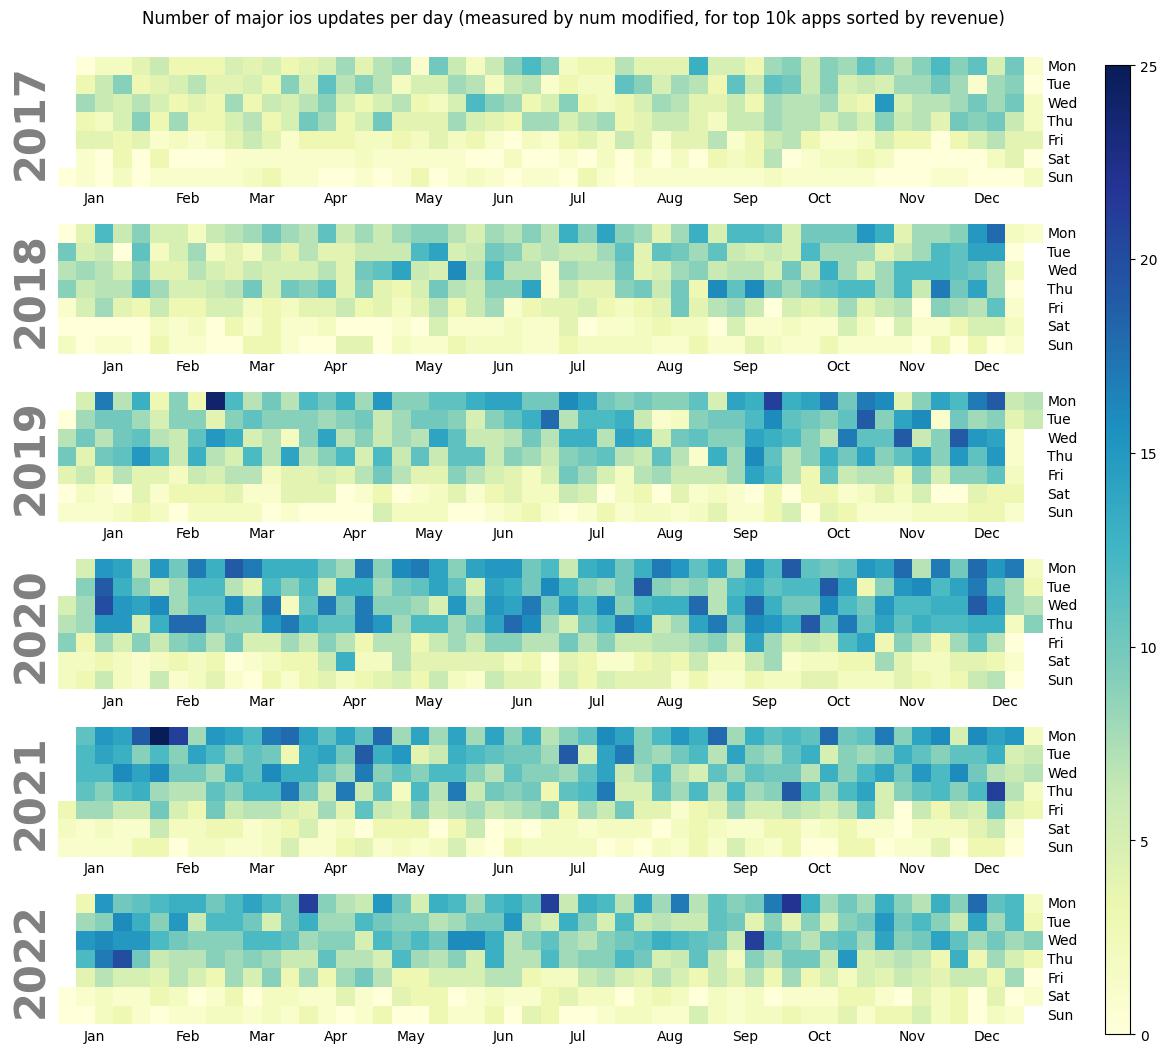 Number of major ios updates per day (measured by num modified, for top 10k apps sorted by revenue)
2017
Mon
Tue
Wed
Thu
Fri
Sat
Sun
Jan Feb Mar Apr May Jun Jul Aug Sep Oct Nov Dec
2018
Mon
Tue
Wed
Thu
Fri
Sat
Sun
Jan Feb Mar Apr May Jun Jul Aug Sep Oct Nov Dec
2019
Mon
Tue
Wed
Thu
Fri
Sat
Sun
Jan Feb Mar Apr May Jun Jul Aug Sep Oct Nov Dec
2020
Mon
Tue
Wed
Thu
Fri
Sat
Sun
Jan Feb Mar Apr May Jun Jul Aug Sep Oct Nov Dec
2021
Mon
Tue
Wed
Thu
Fri
Sat
Sun
Jan Feb Mar Apr May Jun Jul Aug Sep Oct Nov Dec
2022
Mon
Tue
Wed
Thu
Fri
Sat
Sun
Jan Feb Mar Apr May Jun Jul Aug Sep Oct Nov Dec
25
20
15
10
5
0